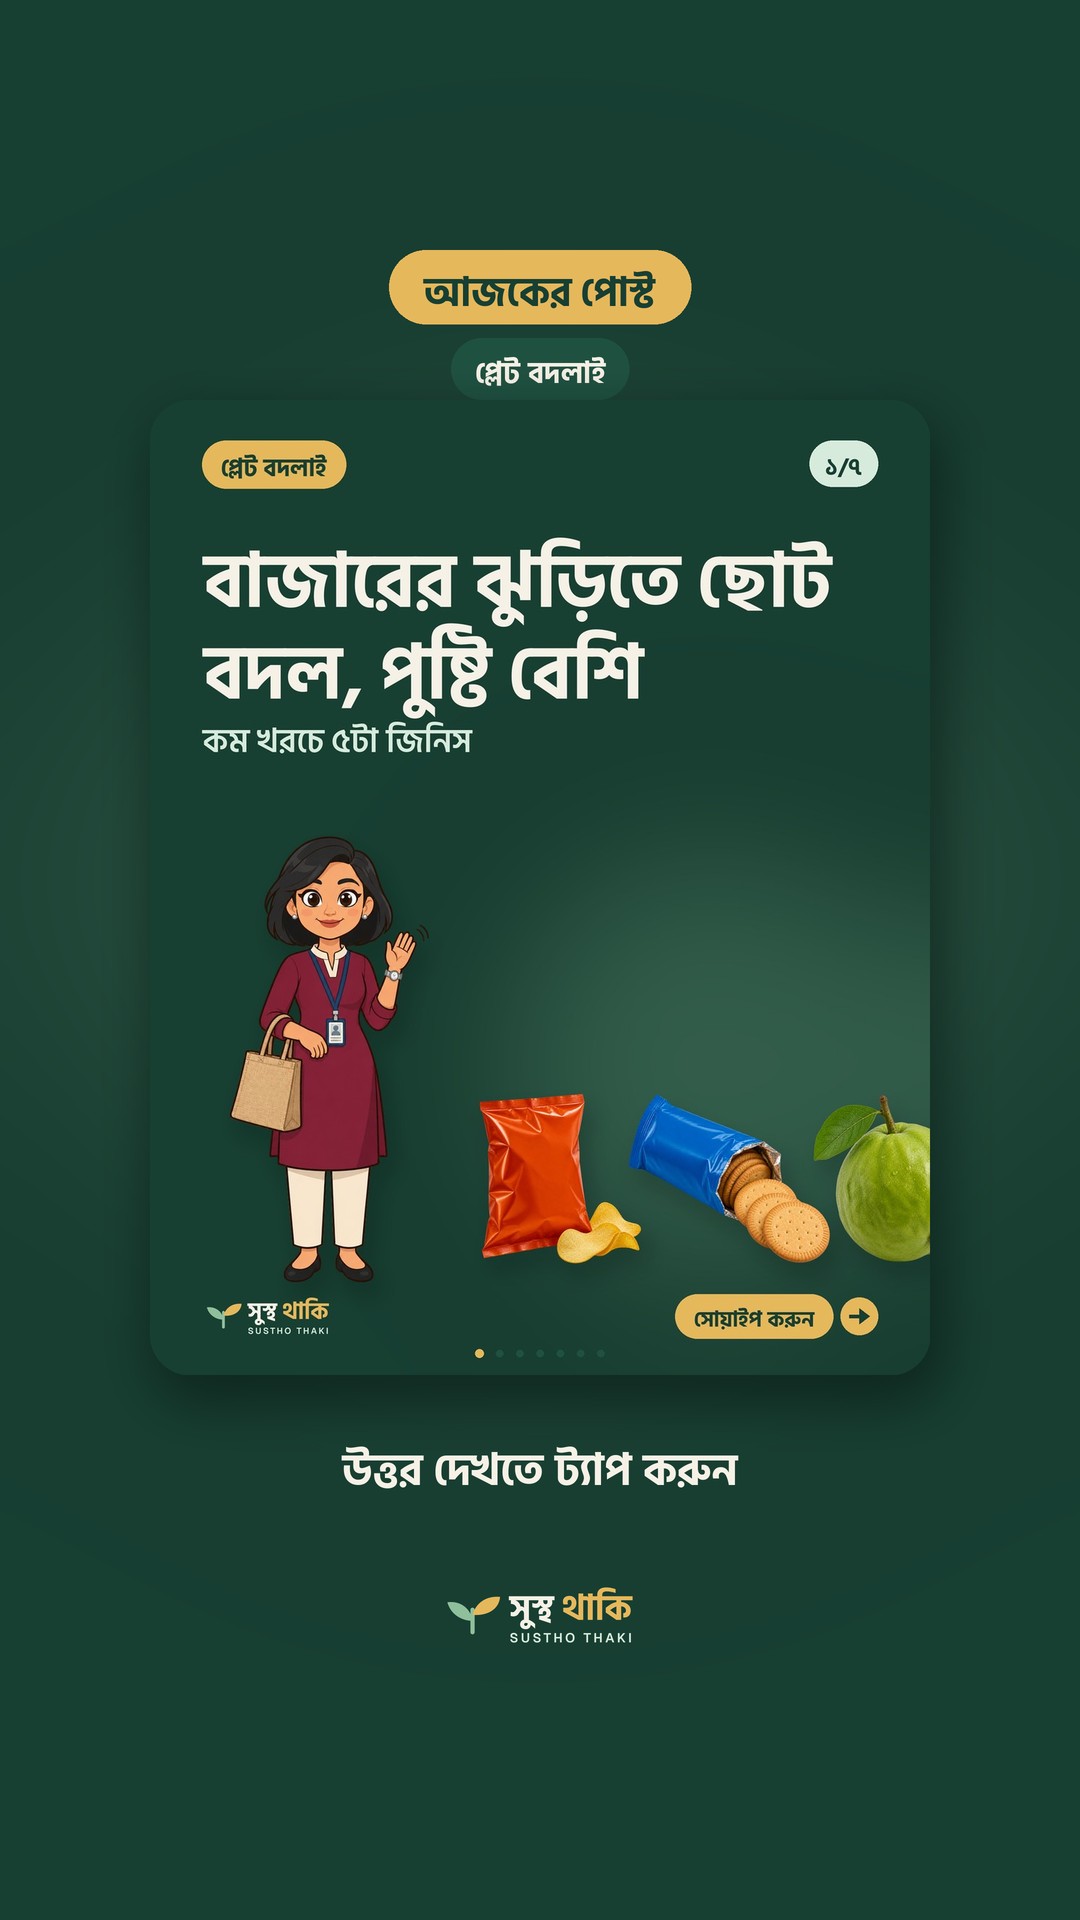 আজকের পোস্ট
প্লেট বদলাই
প্লেট বদলাই
১/৭
বাজারের ঝুড়িতে ছোট
বদল, পুষ্টি বেশি
কম খরচে ৫টা জিনিস
সুস্থ থাকি
SUSTHO THAKI
সোয়াইপ করুন
উত্তর দেখতে ট্যাপ করুন
সুস্থ থাকি
SUSTHO THAKI